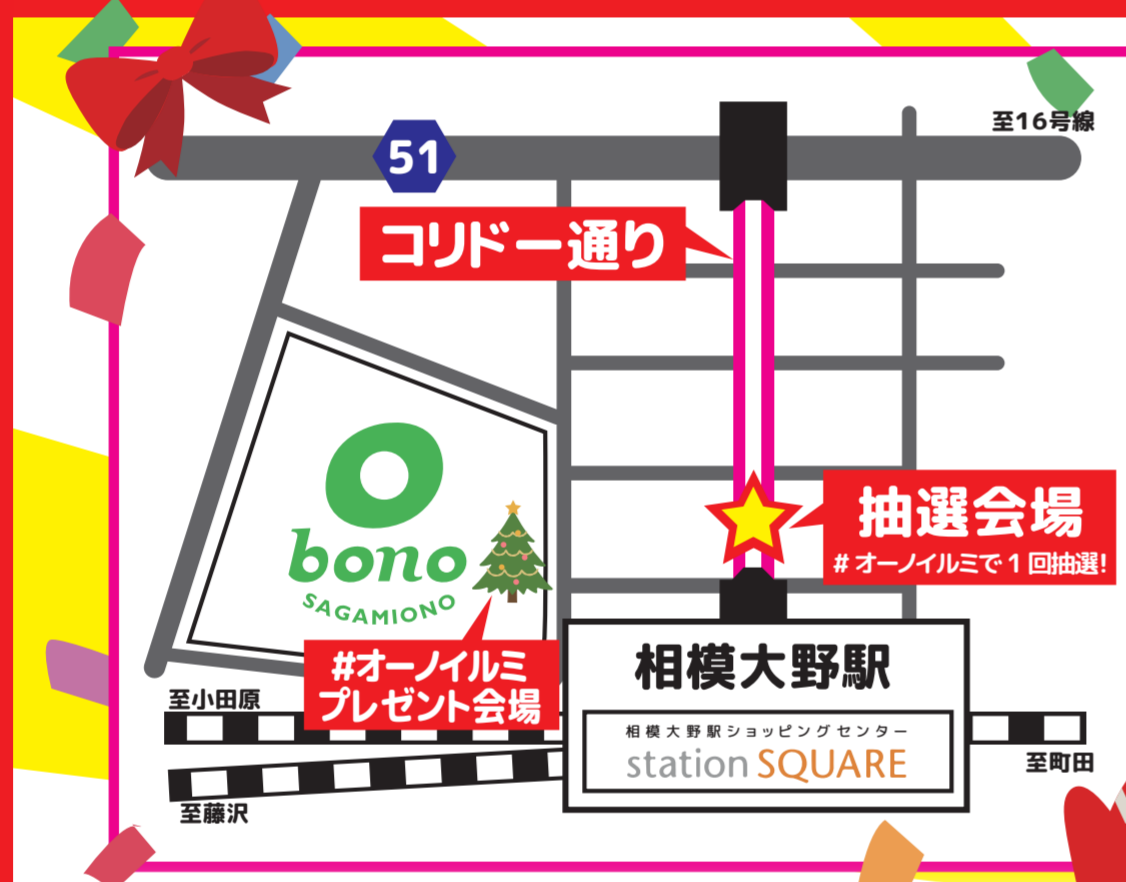 至16号線
51
コリドー通り
抽選会場
#オーノイルミで1回抽選!
bono
SAGAMIONO
#オーノイルミ
プレゼント会場
相模大野駅
相模大野駅ショッピングセンター
station SQUARE
至小田原
至町田
至藤沢